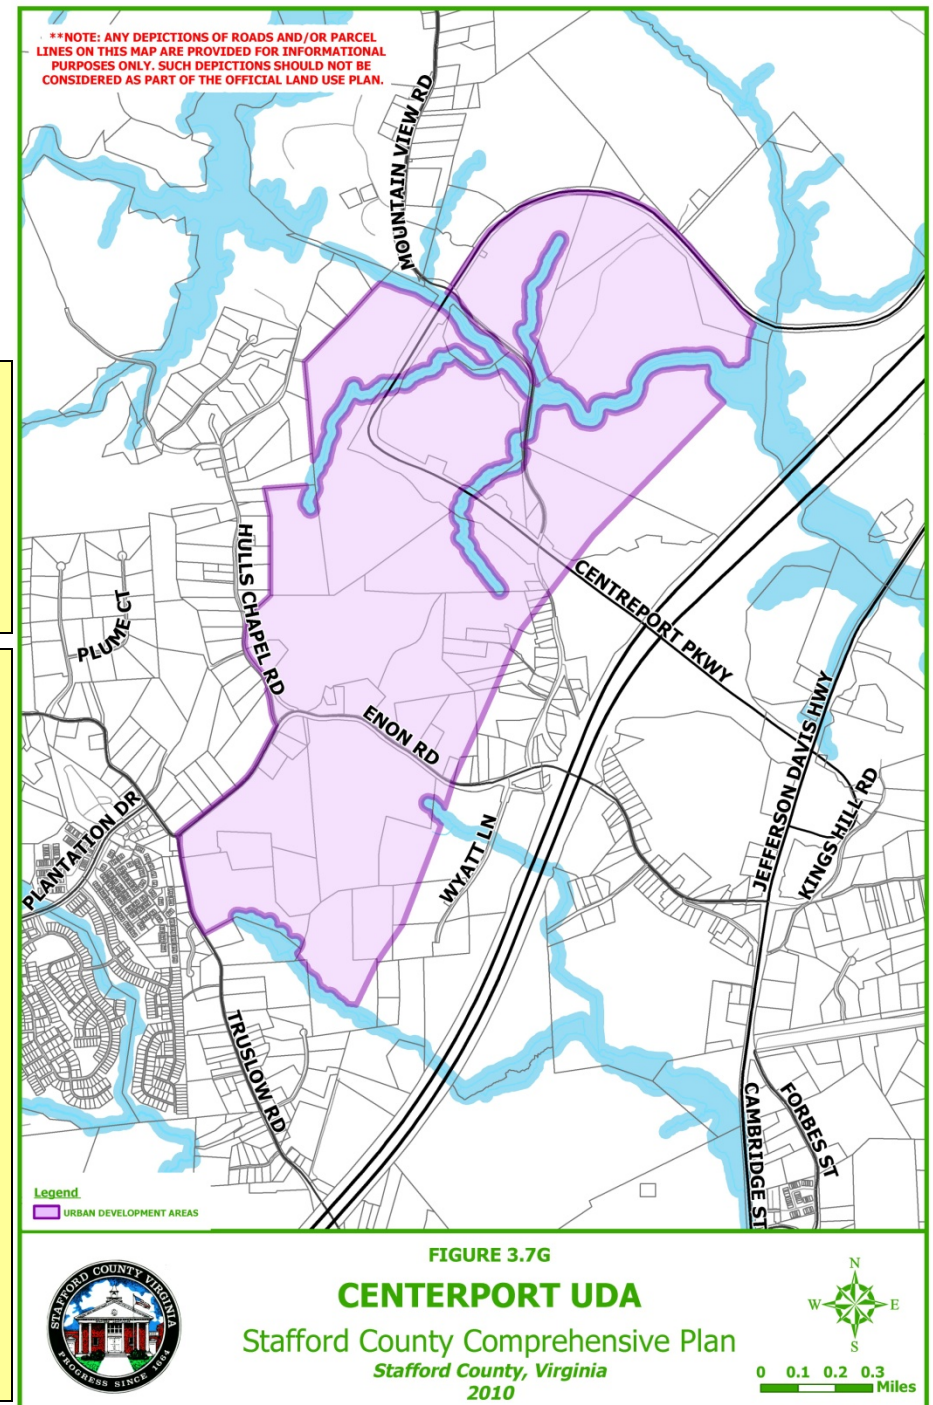 **NOTE: ANY DEPICTIONS OF ROADS AND/OR PARCEL
LINES ON THIS MAP ARE PROVIDED FOR INFORMATIONAL
PURPOSES ONLY. SUCH DEPICTIONS SHOULD NOT BE
CONSIDERED AS PART OF THE OFFICIAL LAND USE PLAN.
MOUNTAIN VIEW RD
HULLS CHAPEL RD
PLUME CT
CENTREPORT PKWY
ENON RD
JEFFERSON DAVIS HWY
KINGS HILL RD
PLANTATION DR
WYATT LN
TRUSLOW RD
CAMBRIDGE ST
FORBES ST
Legend
URBAN DEVELOPMENT AREAS
FIGURE 3.7G
CENTERPORT UDA
Stafford County Comprehensive Plan
Stafford County, Virginia
2010
STAFFORD COUNTY VIRGINIA
PROGRESS SINCE 1664
N
W E
S
0 0.1 0.2 0.3
Miles